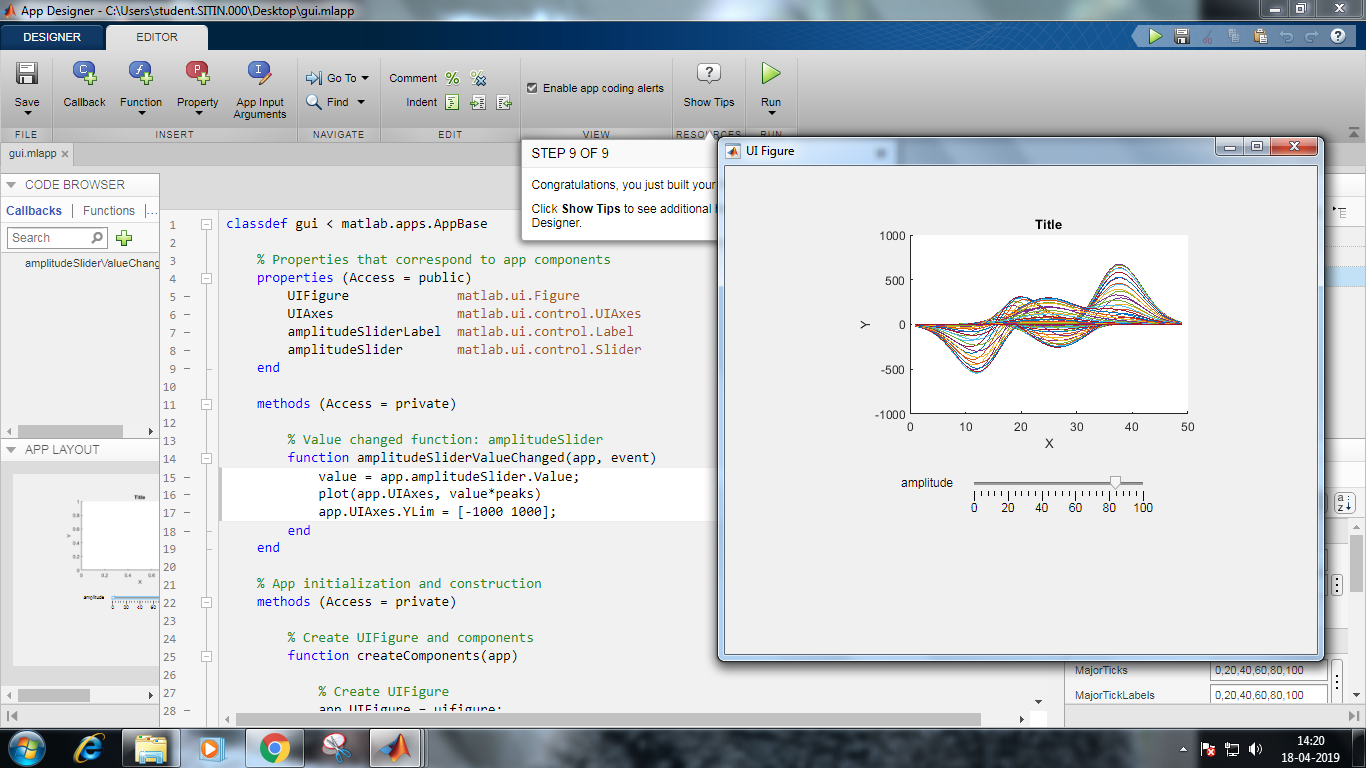 App Designer - C:\Users\student.SITIN.000\Desktop\gui.mlapp
DESIGNER
EDITOR
Save
Callback
Function
Property
App Input
Arguments
Go To
Find
Comment
Indent
Enable app coding alerts
Show Tips
Run
FILE
INSERT
NAVIGATE
EDIT
VIEW
RESOURCES
RUN
gui.mlapp
STEP 9 OF 9
Congratulations, you just built your
Click Show Tips to see additional
Designer.
CODE BROWSER
Callbacks
Functions
...
Search
amplitudeSliderValueChang
APP LAYOUT
Title
amplitude
1 classdef gui < matlab.apps.AppBase
2
3 % Properties that correspond to app components
4 properties (Access = public)
5 UIFigure matlab.ui.Figure
6 UIAxes matlab.ui.control.UIAxes
7 amplitudeSliderLabel matlab.ui.control.Label
8 amplitudeSlider matlab.ui.control.Slider
9 end
10
11 methods (Access = private)
12
13 % Value changed function: amplitudeSlider
14 function amplitudeSliderValueChanged(app, event)
15 value = app.amplitudeSlider.Value;
16 plot(app.UIAxes, value*peaks)
17 app.UIAxes.YLim = [-1000 1000];
18 end
19 end
20
21 % App initialization and construction
22 methods (Access = private)
23
24 % Create UIFigure and components
25 function createComponents(app)
26
27 % Create UIFigure
28 app.UIFigure = uifigure;
UI Figure
Title
1000
500
0
-500
-1000
Y
0 10 20 30 40 50
X
amplitude
0 20 40 60 80 100
MajorTicks 0,20,40,60,80,100
MajorTickLabels 0,20,40,60,80,100
14:20
18-04-2019